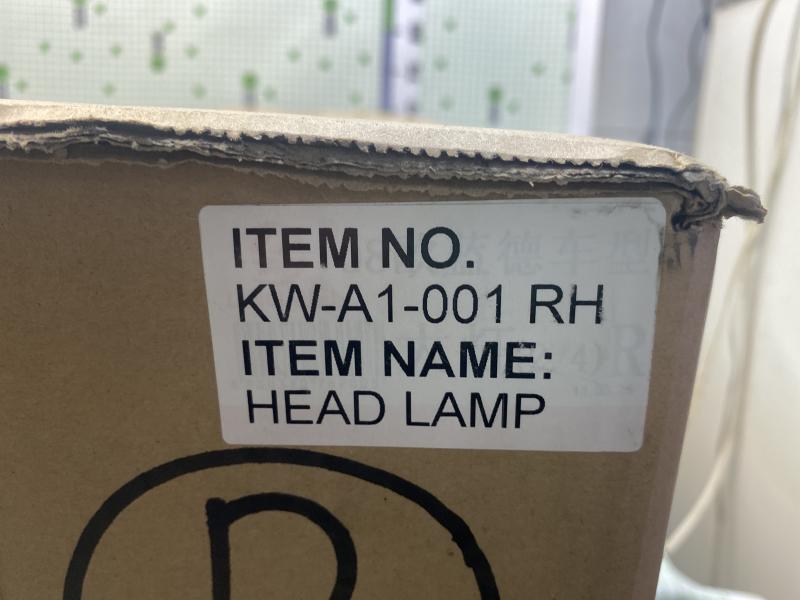 ITEM NO.
KW-A1-001 RH
ITEM NAME:
HEAD LAMP